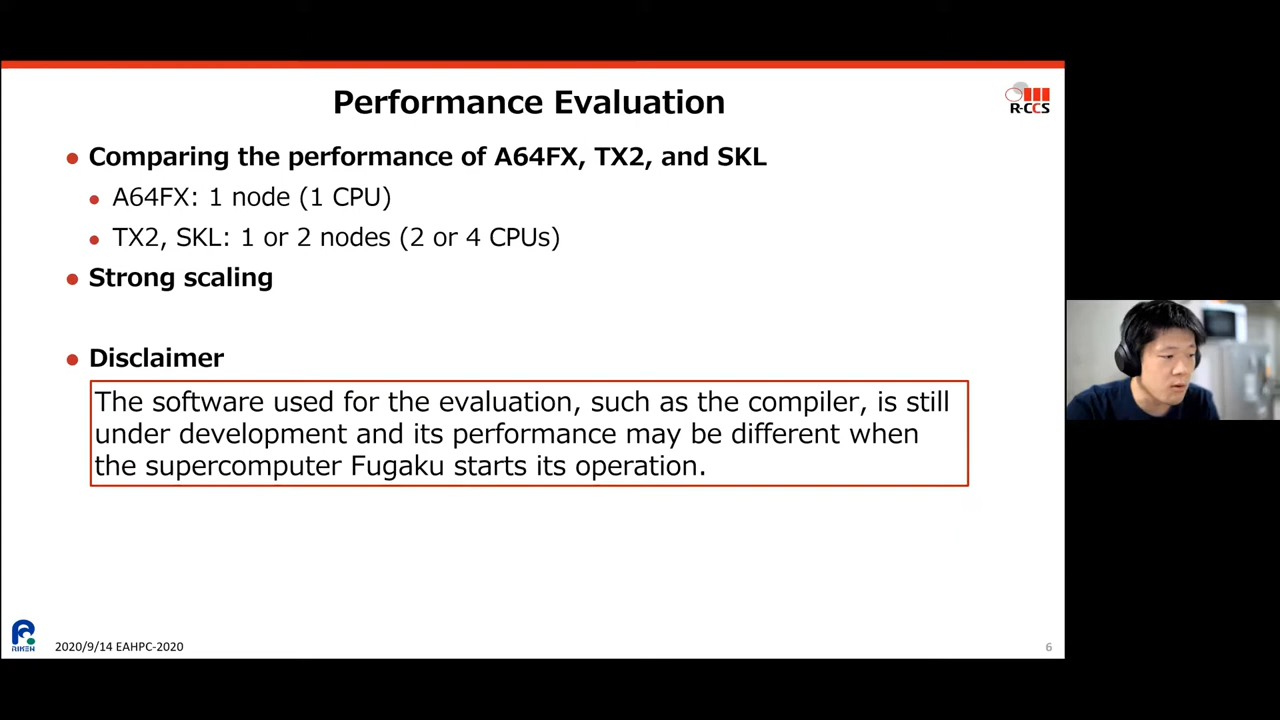 Performance Evaluation
R-CCS
Comparing the performance of A64FX, TX2, and SKL
A64FX: 1 node (1 CPU)
TX2, SKL: 1 or 2 nodes (2 or 4 CPUs)
Strong scaling
Disclaimer
The software used for the evaluation, such as the compiler, is still
under development and its performance may be different when
the supercomputer Fugaku starts its operation.
RIKEN
2020/9/14 EAHPC-2020
6